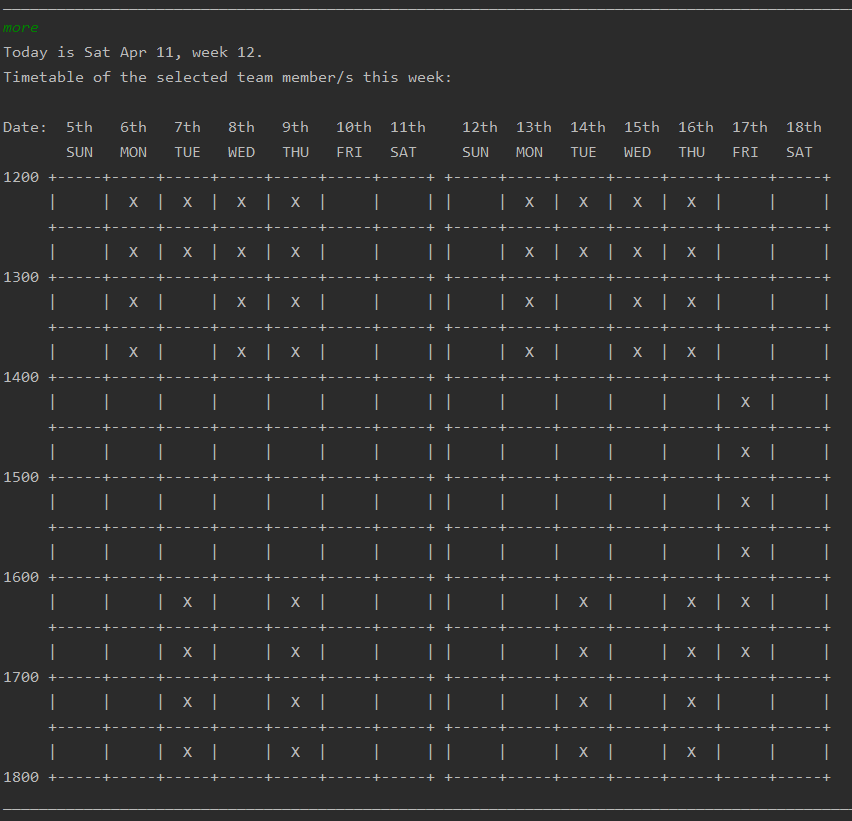 _______________________________________________________________________________________________
more
Today is Sat Apr 11, week 12.
Timetable of the selected team member/s this week:
Date:  5th   6th   7th   8th   9th   10th  11th    12th  13th  14th  15th  16th  17th  18th
       SUN   MON   TUE   WED   THU   FRI   SAT     SUN   MON   TUE   WED   THU   FRI   SAT
1200 +-----+-----+-----+-----+-----+-----+-----+ +-----+-----+-----+-----+-----+-----+-----+
     |     |  X  |  X  |  X  |  X  |     |     | |     |  X  |  X  |  X  |  X  |     |     |
     +-----+-----+-----+-----+-----+-----+-----+ +-----+-----+-----+-----+-----+-----+-----+
     |     |  X  |  X  |  X  |  X  |     |     | |     |  X  |  X  |  X  |  X  |     |     |
1300 +-----+-----+-----+-----+-----+-----+-----+ +-----+-----+-----+-----+-----+-----+-----+
     |     |  X  |     |  X  |  X  |     |     | |     |  X  |     |  X  |  X  |     |     |
     +-----+-----+-----+-----+-----+-----+-----+ +-----+-----+-----+-----+-----+-----+-----+
     |     |  X  |     |  X  |  X  |     |     | |     |  X  |     |  X  |  X  |     |     |
1400 +-----+-----+-----+-----+-----+-----+-----+ +-----+-----+-----+-----+-----+-----+-----+
     |     |     |     |     |     |     |     | |     |     |     |     |     |  X  |     |
     +-----+-----+-----+-----+-----+-----+-----+ +-----+-----+-----+-----+-----+-----+-----+
     |     |     |     |     |     |     |     | |     |     |     |     |     |  X  |     |
1500 +-----+-----+-----+-----+-----+-----+-----+ +-----+-----+-----+-----+-----+-----+-----+
     |     |     |     |     |     |     |     | |     |     |     |     |     |  X  |     |
     +-----+-----+-----+-----+-----+-----+-----+ +-----+-----+-----+-----+-----+-----+-----+
     |     |     |     |     |     |     |     | |     |     |     |     |     |  X  |     |
1600 +-----+-----+-----+-----+-----+-----+-----+ +-----+-----+-----+-----+-----+-----+-----+
     |     |     |  X  |     |  X  |     |     | |     |     |  X  |     |  X  |  X  |     |
     +-----+-----+-----+-----+-----+-----+-----+ +-----+-----+-----+-----+-----+-----+-----+
     |     |     |  X  |     |  X  |     |     | |     |     |  X  |     |  X  |  X  |     |
1700 +-----+-----+-----+-----+-----+-----+-----+ +-----+-----+-----+-----+-----+-----+-----+
     |     |     |  X  |     |  X  |     |     | |     |     |  X  |     |  X  |     |     |
     +-----+-----+-----+-----+-----+-----+-----+ +-----+-----+-----+-----+-----+-----+-----+
     |     |     |  X  |     |  X  |     |     | |     |     |  X  |     |  X  |     |     |
1800 +-----+-----+-----+-----+-----+-----+-----+ +-----+-----+-----+-----+-----+-----+-----+
_______________________________________________________________________________________________